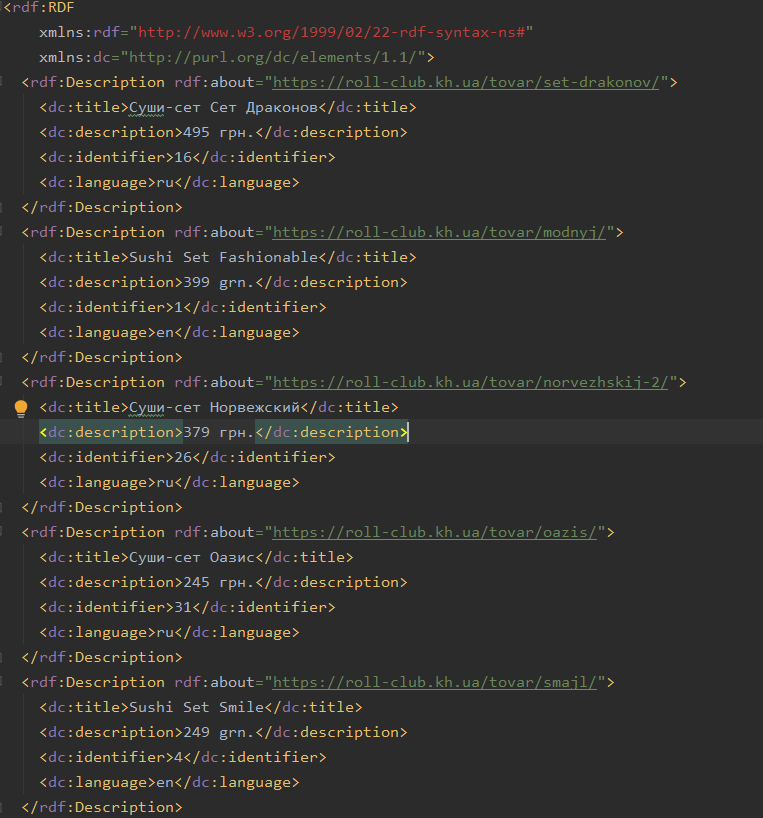 <rdf:RDF
xmlns:rdf="http://www.w3.org/1999/02/22-rdf-syntax-ns#"
xmlns:dc="http://purl.org/dc/elements/1.1/">
<rdf:Description rdf:about="https://roll-club.kh.ua/tovar/set-drakonov/">
<dc:title>Суши-сет Сет Драконов</dc:title>
<dc:description>495 грн.</dc:description>
<dc:identifier>16</dc:identifier>
<dc:language>ru</dc:language>
</rdf:Description>
<rdf:Description rdf:about="https://roll-club.kh.ua/tovar/modnyj/">
<dc:title>Sushi Set Fashionable</dc:title>
<dc:description>399 grn.</dc:description>
<dc:identifier>1</dc:identifier>
<dc:language>en</dc:language>
</rdf:Description>
<rdf:Description rdf:about="https://roll-club.kh.ua/tovar/norvezhskij-2/">
<dc:title>Суши-сет Норвежский</dc:title>
<dc:description>379 грн.</dc:description>
<dc:identifier>26</dc:identifier>
<dc:language>ru</dc:language>
</rdf:Description>
<rdf:Description rdf:about="https://roll-club.kh.ua/tovar/oazis/">
<dc:title>Суши-сет Оазис</dc:title>
<dc:description>245 грн.</dc:description>
<dc:identifier>31</dc:identifier>
<dc:language>ru</dc:language>
</rdf:Description>
<rdf:Description rdf:about="https://roll-club.kh.ua/tovar/smajl/">
<dc:title>Sushi Set Smile</dc:title>
<dc:description>249 grn.</dc:description>
<dc:identifier>4</dc:identifier>
<dc:language>en</dc:language>
</rdf:Description>